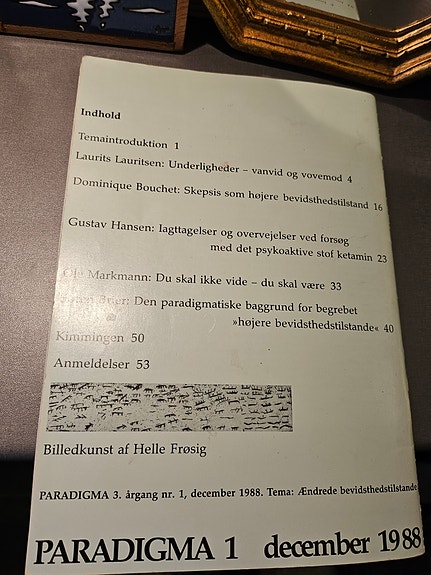 Indhold
Temaintroduktion 1
Laurits Lauritsen: Underligheder – vanvid og vovemod 4
Dominique Bouchet: Skepsis som højere bevidsthedstilstand 16
Gustav Hansen: Iagttagelser og overvejelser ved forsøg
med det psykoaktive stof ketamin 23
Ole Markmann: Du skal ikke vide – du skal være 33
Brier: Den paradigmatiske baggrund for begrebet
»højere bevidsthedstilstande« 40
Kimmingen 50
Anmeldelser 53
Billedkunst af Helle Frøsig
PARADIGMA 3. årgang nr. 1, december 1988. Tema: Ændrede bevidsthedstilstande
PARADIGMA 1 december 1988